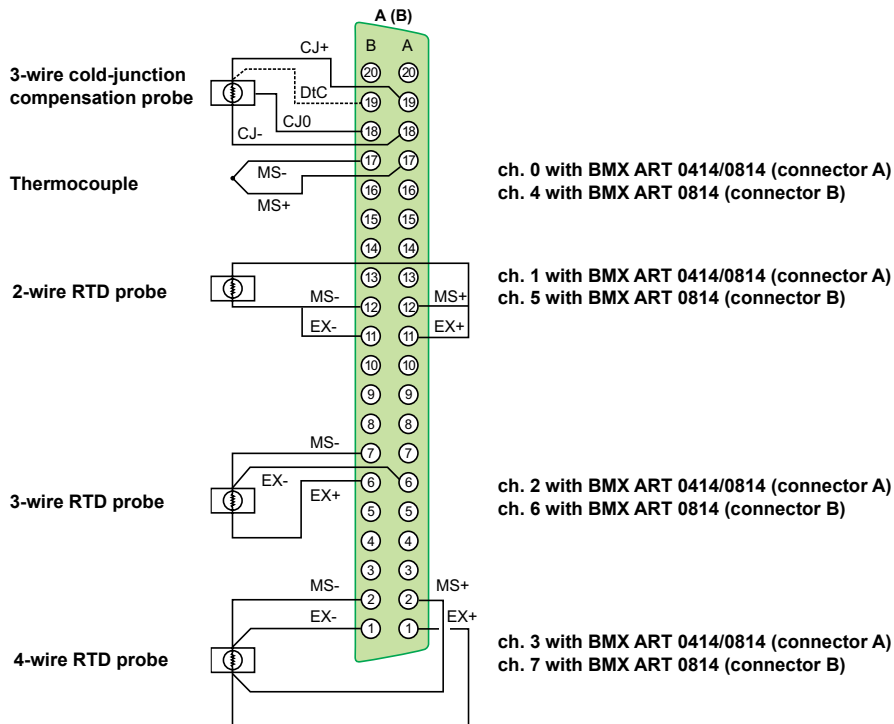 A (B)
B A
CJ+
20 20
3-wire cold-junction
compensation probe
DtC
19 19
CJ0
18 18
CJ-
17 17
MS-
Thermocouple
MS+
16 16
ch. 0 with BMX ART 0414/0814 (connector A)
ch. 4 with BMX ART 0814 (connector B)
15 15
14 14
13 13
2-wire RTD probe
MS- 12 12 MS+
EX- 11 11 EX+
ch. 1 with BMX ART 0414/0814 (connector A)
ch. 5 with BMX ART 0814 (connector B)
10 10
9 9
8 8
MS- 7 7
EX-
6 6
EX+
3-wire RTD probe
5 5
ch. 2 with BMX ART 0414/0814 (connector A)
ch. 6 with BMX ART 0814 (connector B)
4 4
3 3
MS- 2 2 MS+
EX- 1 1 EX+
4-wire RTD probe
ch. 3 with BMX ART 0414/0814 (connector A)
ch. 7 with BMX ART 0814 (connector B)